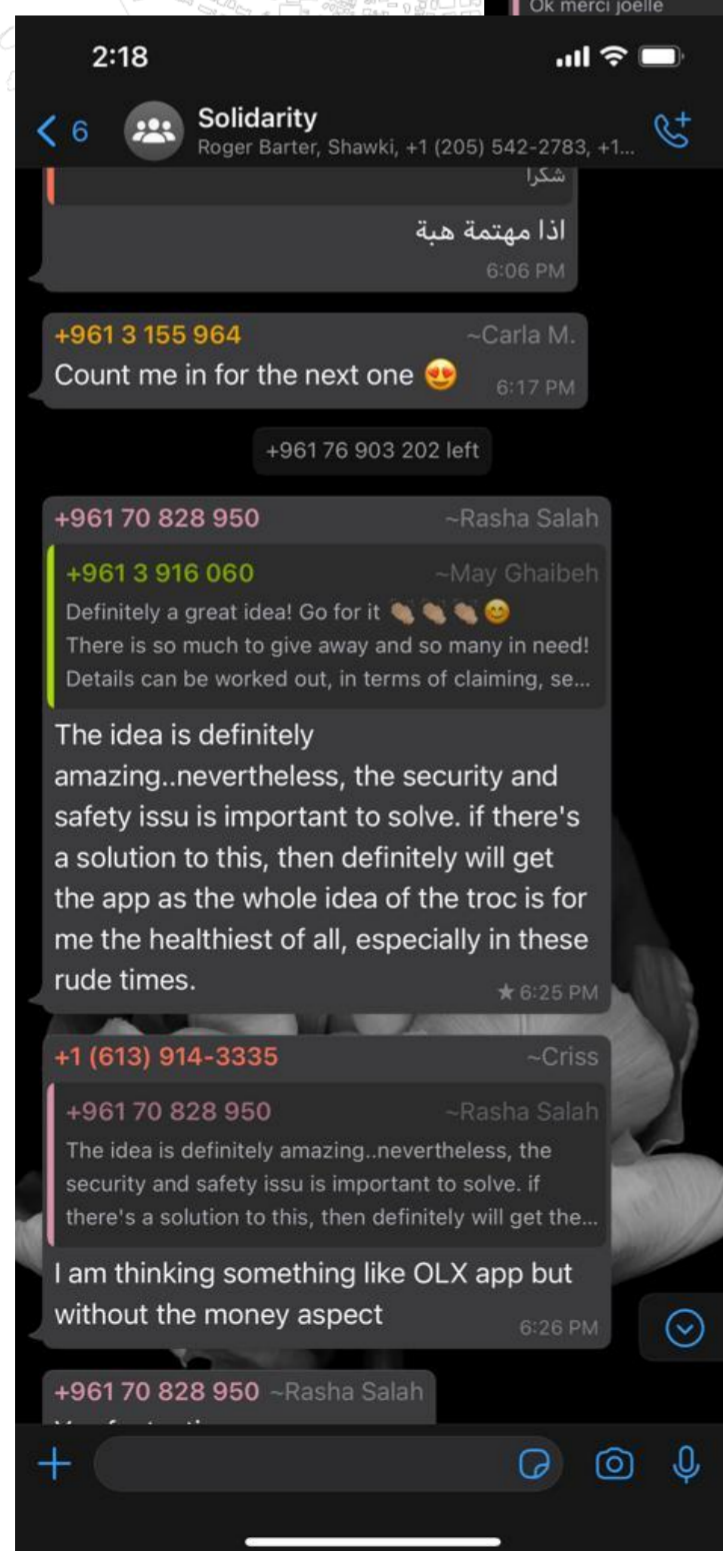 Ok merci joelle
2:18
6
Solidarity
Roger Barter, Shawki, +1 (205) 542-2783, +1...
شكرا
اذا مهتمة هبة
6:06 PM
+961 3 155 964 ~Carla M.
Count me in for the next one 😍
6:17 PM
+961 76 903 202 left
+961 70 828 950 ~Rasha Salah
+961 3 916 060 ~May Ghaibeh
Definitely a great idea! Go for it 👏🏽👏🏽👏🏽😊
There is so much to give away and so many in need!
Details can be worked out, in terms of claiming, se...
The idea is definitely
amazing..nevertheless, the security and
safety issu is important to solve. if there's
a solution to this, then definitely will get
the app as the whole idea of the troc is for
me the healthiest of all, especially in these
rude times.
★ 6:25 PM
+1 (613) 914-3335 ~Criss
+961 70 828 950 ~Rasha Salah
The idea is definitely amazing..nevertheless, the
security and safety issu is important to solve. if
there's a solution to this, then definitely will get the...
I am thinking something like OLX app but
without the money aspect
6:26 PM
+961 70 828 950 ~Rasha Salah